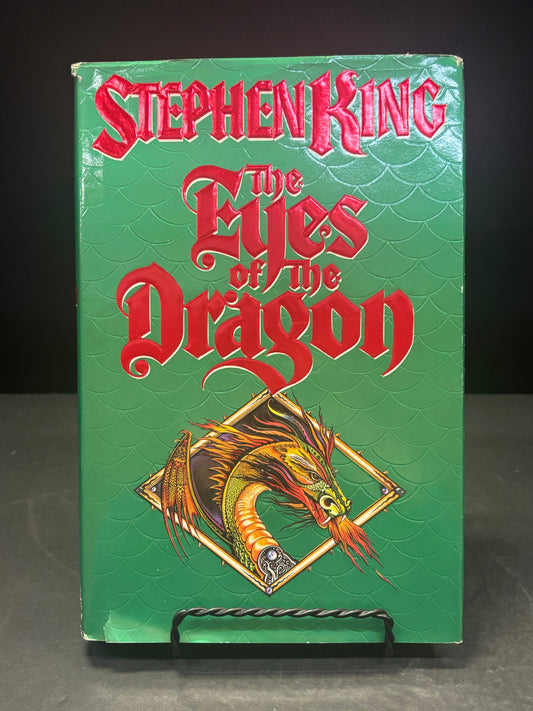 STEPHEN KING
The
Eyes
of The
Dragon